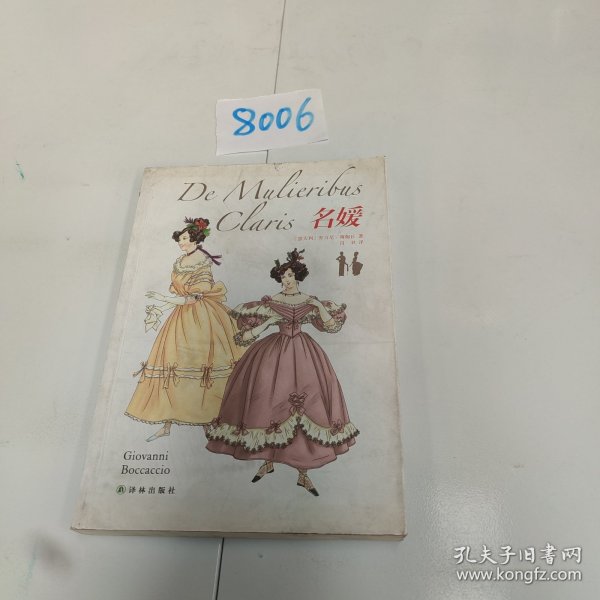 8006
De Mulieribus
Claris 名媛
Giovanni
Boccaccio
译林出版社
孔夫子旧书网
www.kongfz.com